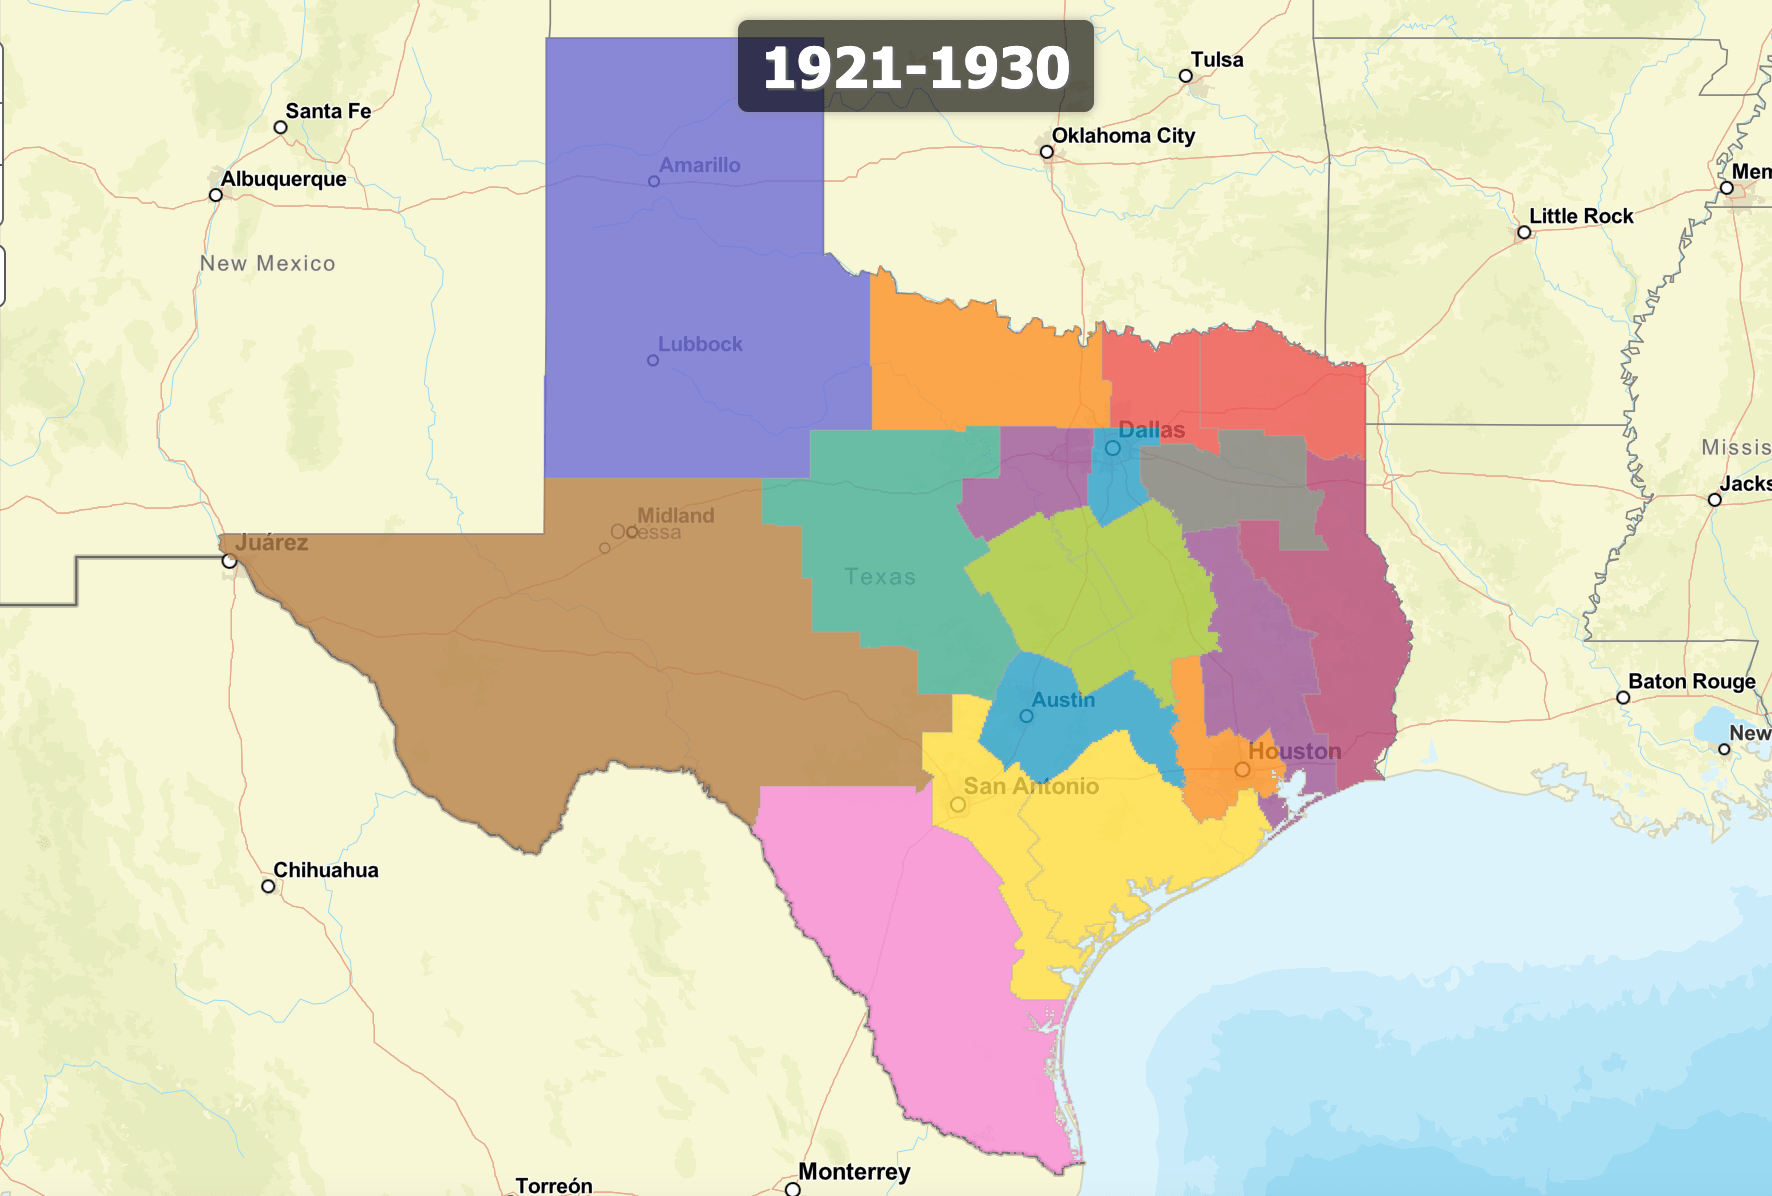 1921-1930
Tulsa
Santa Fe
Oklahoma City
Amarillo
Albuquerque
Mem
Little Rock
New Mexico
Lubbock
Dallas
Missis
Jacks
Midland
Odessa
Juárez
Texas
Baton Rouge
Austin
New
Houston
San Antonio
Chihuahua
Monterrey
Torreón